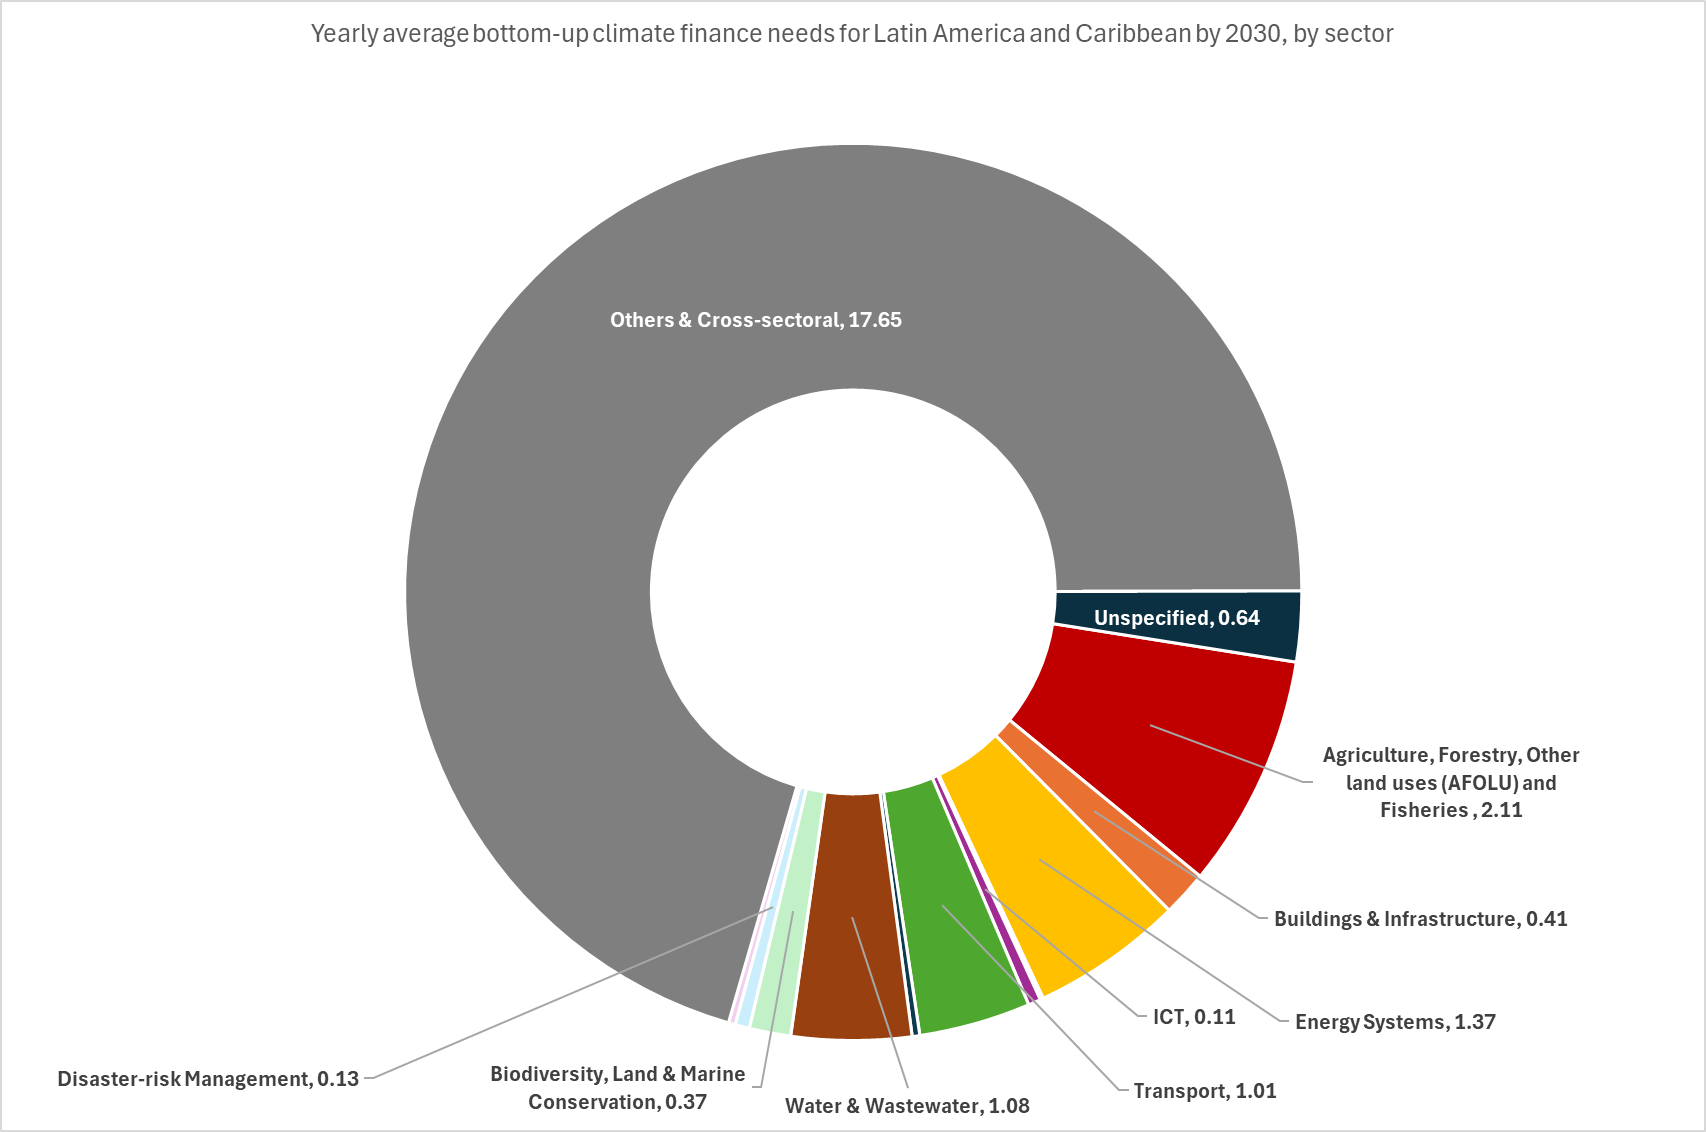 Yearly average bottom-up climate finance needs for Latin America and Caribbean by 2030, by sector
Others & Cross-sectoral, 17.65
Unspecified, 0.64
Agriculture, Forestry, Other
land uses (AFOLU) and
Fisheries , 2.11
Buildings & Infrastructure, 0.41
ICT, 0.11
Energy Systems, 1.37
Disaster-risk Management, 0.13
Biodiversity, Land & Marine
Conservation, 0.37
Water & Wastewater, 1.08
Transport, 1.01